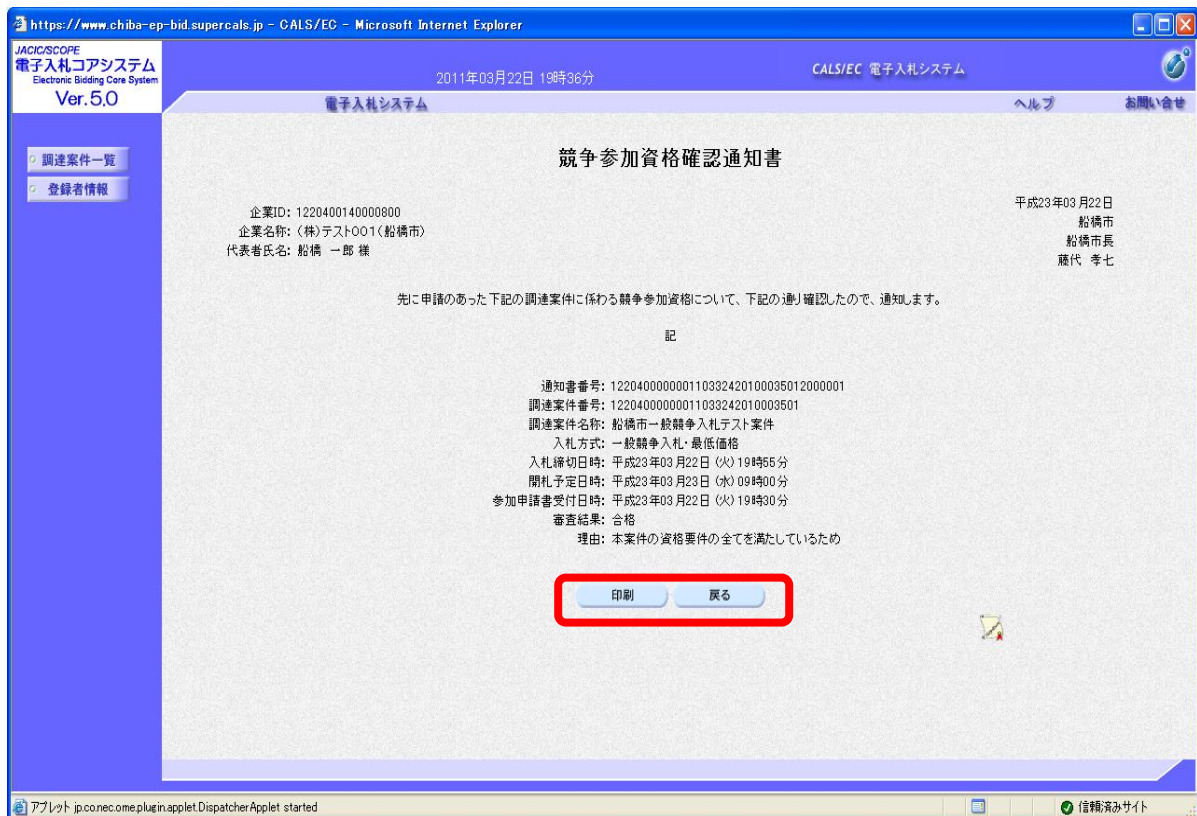 https://www.chiba-ep-bid.supercals.jp - CALS/EC - Microsoft Internet Explorer
JACIC/SCOPE
電子入札コアシステム
Electronic Bidding Core System
Ver.5.0
2011年03月22日 19時36分
CALS/EC 電子入札システム
電子入札システム
ヘルプ
お問い合せ
調達案件一覧
登録者情報
競争参加資格確認通知書
平成23年03月22日
船橋市
船橋市長
藤代 孝七
企業ID: 1220400140000800
企業名称: (株)テスト001(船橋市)
代表者氏名: 船橋 一郎 様
先に申請のあった下記の調達案件に係わる競争参加資格について、下記の通り確認したので、通知します。
記
通知書番号: 12204000000011033242010003501200001
調達案件番号: 1220400000011033242010003501
調達案件名称: 船橋市一般競争入札テスト案件
入札方式: 一般競争入札・最低価格
入札締切日時: 平成23年03月22日 (火) 19時55分
開札予定日時: 平成23年03月23日 (水) 09時00分
参加申請書受付日時: 平成23年03月22日 (火) 19時30分
審査結果: 合格
理由: 本案件の資格要件の全てを満たしているため
印刷
戻る
アプレット jp.co.nec.ome.plugin.applet.DispatcherApplet started
信頼済みサイト